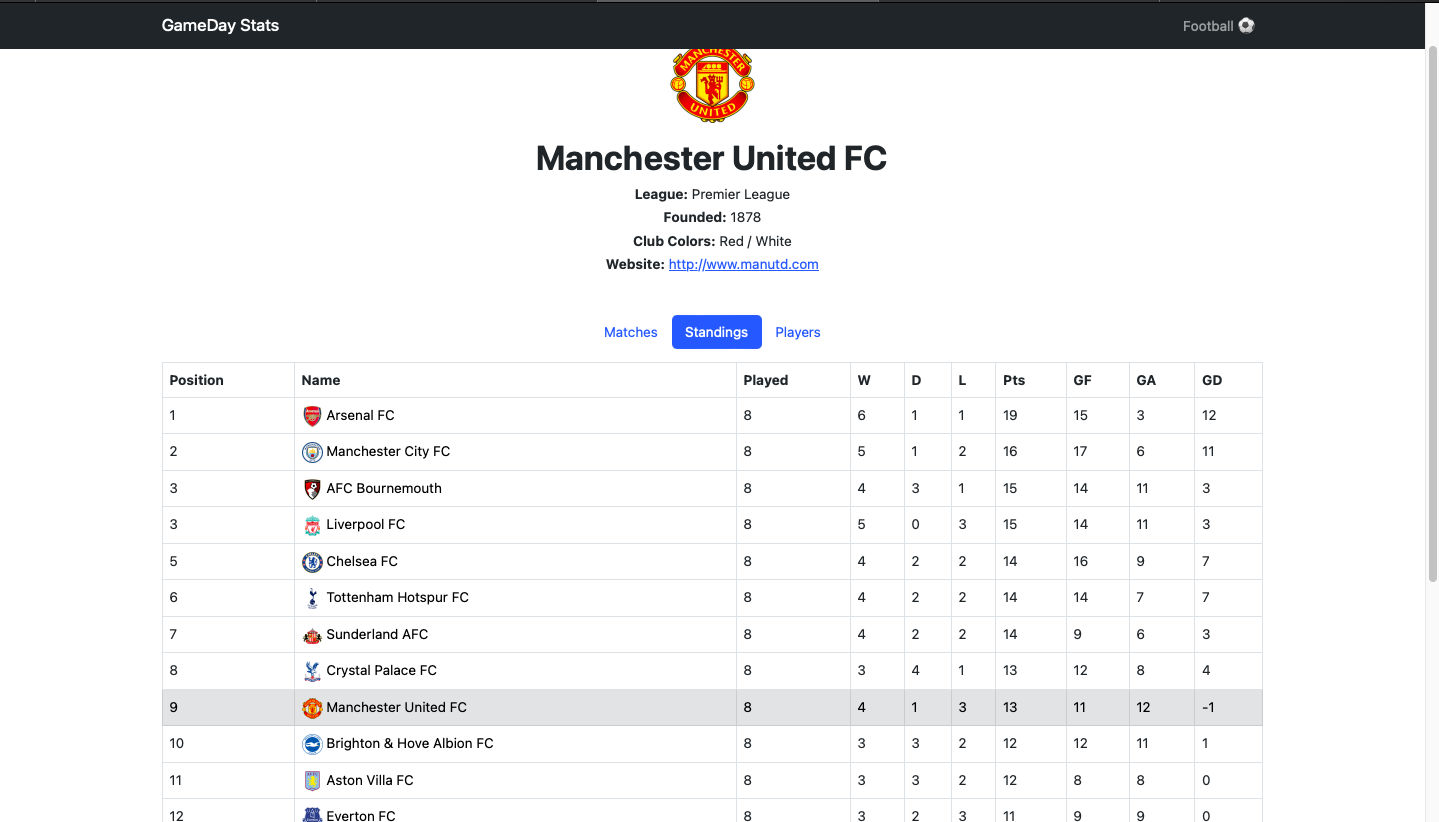 GameDay Stats
Football
MANCHESTER
UNITED
Manchester United FC
League: Premier League
Founded: 1878
Club Colors: Red / White
Website: http://www.manutd.com
Matches Standings Players
Position Name Played W D L Pts GF GA GD
1 Arsenal FC 8 6 1 1 19 15 3 12
2 Manchester City FC 8 5 1 2 16 17 6 11
3 AFC Bournemouth 8 4 3 1 15 14 11 3
3 Liverpool FC 8 5 0 3 15 14 11 3
5 Chelsea FC 8 4 2 2 14 16 9 7
6 Tottenham Hotspur FC 8 4 2 2 14 14 7 7
7 Sunderland AFC 8 4 2 2 14 9 6 3
8 Crystal Palace FC 8 3 4 1 13 12 8 4
9 Manchester United FC 8 4 1 3 13 11 12 -1
10 Brighton & Hove Albion FC 8 3 3 2 12 12 11 1
11 Aston Villa FC 8 3 3 2 12 8 8 0
12 Everton FC 8 3 2 3 11 9 9 0